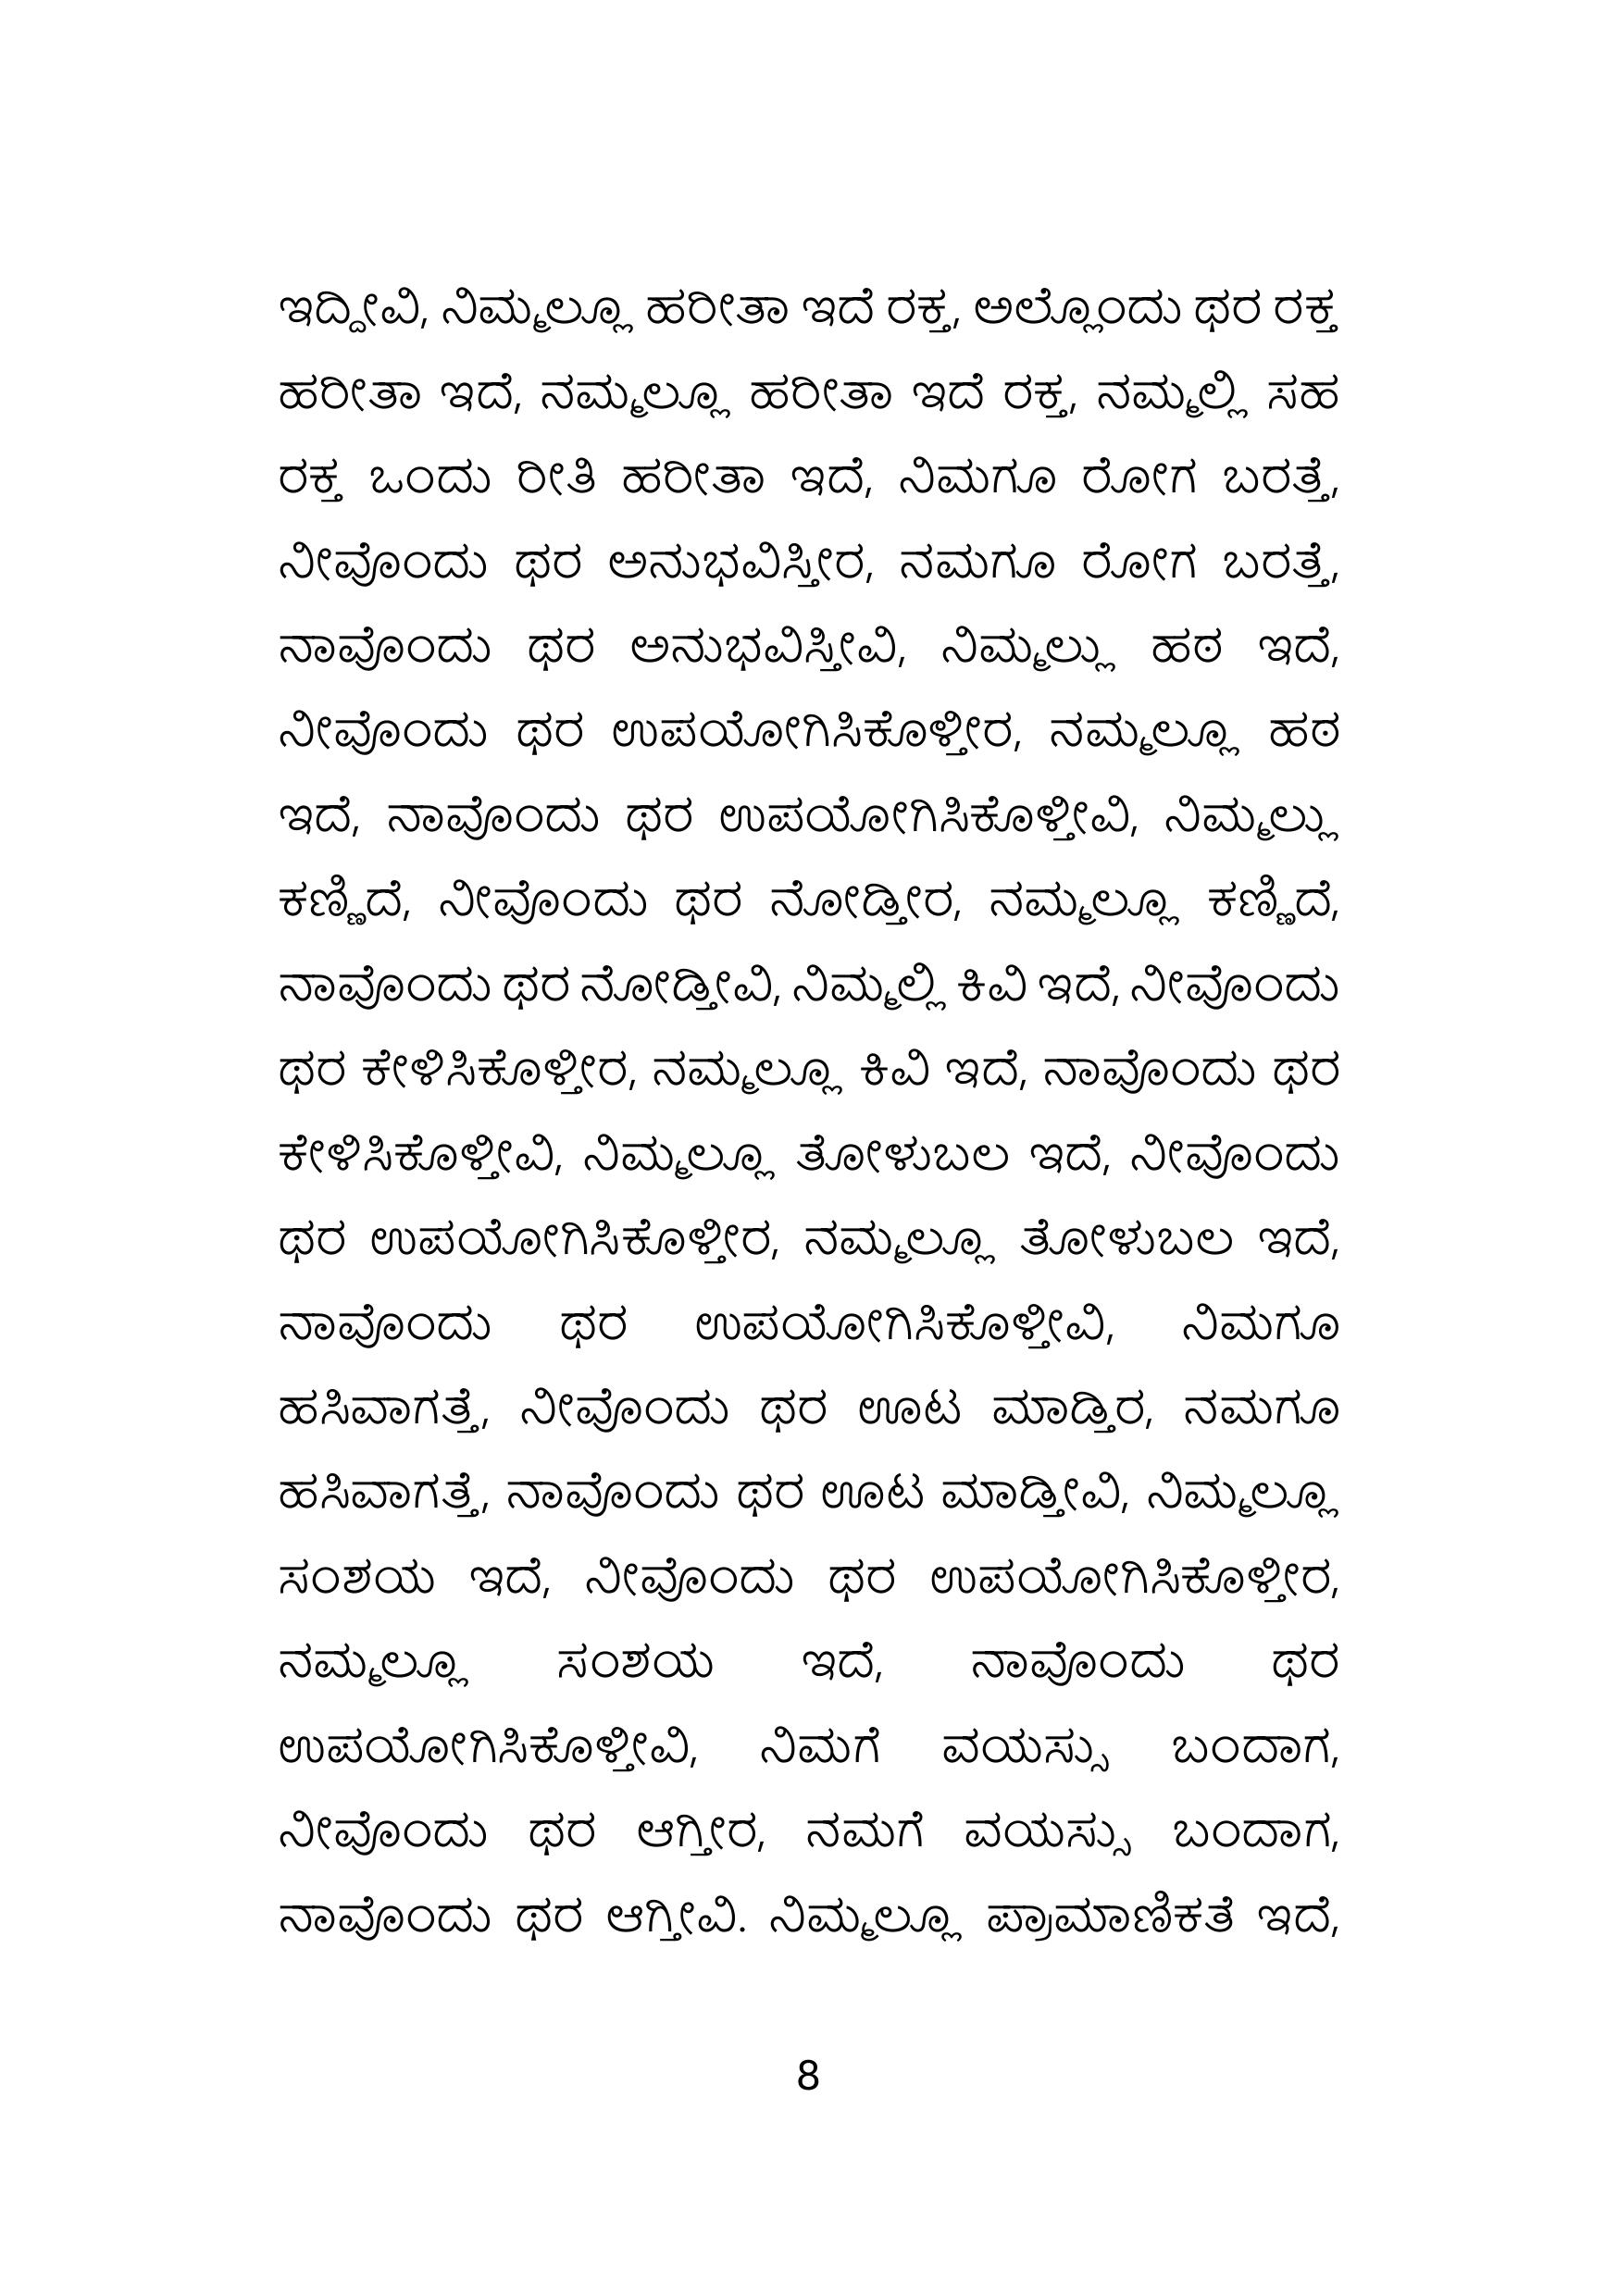 ಇದ್ದೀವಿ, ನಿಮ್ಮಲ್ಲೂ ಹರೀತಾ ಇದೆ ರಕ್ತ, ಅಲ್ಲೊಂದು ಥರ ರಕ್ತ
ಹರೀತಾ ಇದೆ, ನಮ್ಮಲ್ಲೂ ಹರೀತಾ ಇದೆ ರಕ್ತ, ನಮ್ಮಲ್ಲಿ ಸಹ
ರಕ್ತ ಒಂದು ರೀತಿ ಹರೀತಾ ಇದೆ, ನಿಮಗೂ ರೋಗ ಬರತ್ತೆ,
ನೀವೊಂದು ಥರ ಅನುಭವಿಸ್ತೀರ, ನಮಗೂ ರೋಗ ಬರತ್ತೆ,
ನಾವೊಂದು ಥರ ಅನುಭವಿಸ್ತೀವಿ, ನಿಮ್ಮಲ್ಲು ಹಠ ಇದೆ,
ನೀವೊಂದು ಥರ ಉಪಯೋಗಿಸಿಕೊಳ್ತೀರ, ನಮ್ಮಲ್ಲೂ ಹಠ
ಇದೆ, ನಾವೊಂದು ಥರ ಉಪಯೋಗಿಸಿಕೊಳ್ತೀವಿ, ನಿಮ್ಮಲ್ಲು
ಕಣ್ಣಿದೆ, ನೀವೊಂದು ಥರ ನೋಡ್ತೀರ, ನಮ್ಮಲ್ಲೂ ಕಣ್ಣಿದೆ,
ನಾವೊಂದು ಥರ ನೋಡ್ತೀವಿ, ನಿಮ್ಮಲ್ಲಿ ಕಿವಿ ಇದೆ, ನೀವೊಂದು
ಥರ ಕೇಳಿಸಿಕೊಳ್ತೀರ, ನಮ್ಮಲ್ಲೂ ಕಿವಿ ಇದೆ, ನಾವೊಂದು ಥರ
ಕೇಳಿಸಿಕೊಳ್ತೀವಿ, ನಿಮ್ಮಲ್ಲೂ ತೋಳುಬಲ ಇದೆ, ನೀವೊಂದು
ಥರ ಉಪಯೋಗಿಸಿಕೊಳ್ತೀರ, ನಮ್ಮಲ್ಲೂ ತೋಳುಬಲ ಇದೆ,
ನಾವೊಂದು ಥರ ಉಪಯೋಗಿಸಿಕೊಳ್ತೀವಿ, ನಿಮಗೂ
ಹಸಿವಾಗತ್ತೆ, ನೀವೊಂದು ಥರ ಊಟ ಮಾಡ್ತಿರ, ನಮಗೂ
ಹಸಿವಾಗತ್ತೆ, ನಾವೊಂದು ಥರ ಊಟ ಮಾಡ್ತೀವಿ, ನಿಮ್ಮಲ್ಲೂ
ಸಂಶಯ ಇದೆ, ನೀವೊಂದು ಥರ ಉಪಯೋಗಿಸಿಕೊಳ್ತೀರ,
ನಮ್ಮಲ್ಲೂ ಸಂಶಯ ಇದೆ, ನಾವೊಂದು ಥರ
ಉಪಯೋಗಿಸಿಕೊಳ್ತೀವಿ, ನಿಮಗೆ ವಯಸ್ಸು ಬಂದಾಗ,
ನೀವೊಂದು ಥರ ಆಗ್ತೀರ, ನಮಗೆ ವಯಸ್ಸು ಬಂದಾಗ,
ನಾವೊಂದು ಥರ ಆಗ್ತೀವಿ. ನಿಮ್ಮಲ್ಲೂ ಪ್ರಾಮಾಣಿಕತೆ ಇದೆ,
8